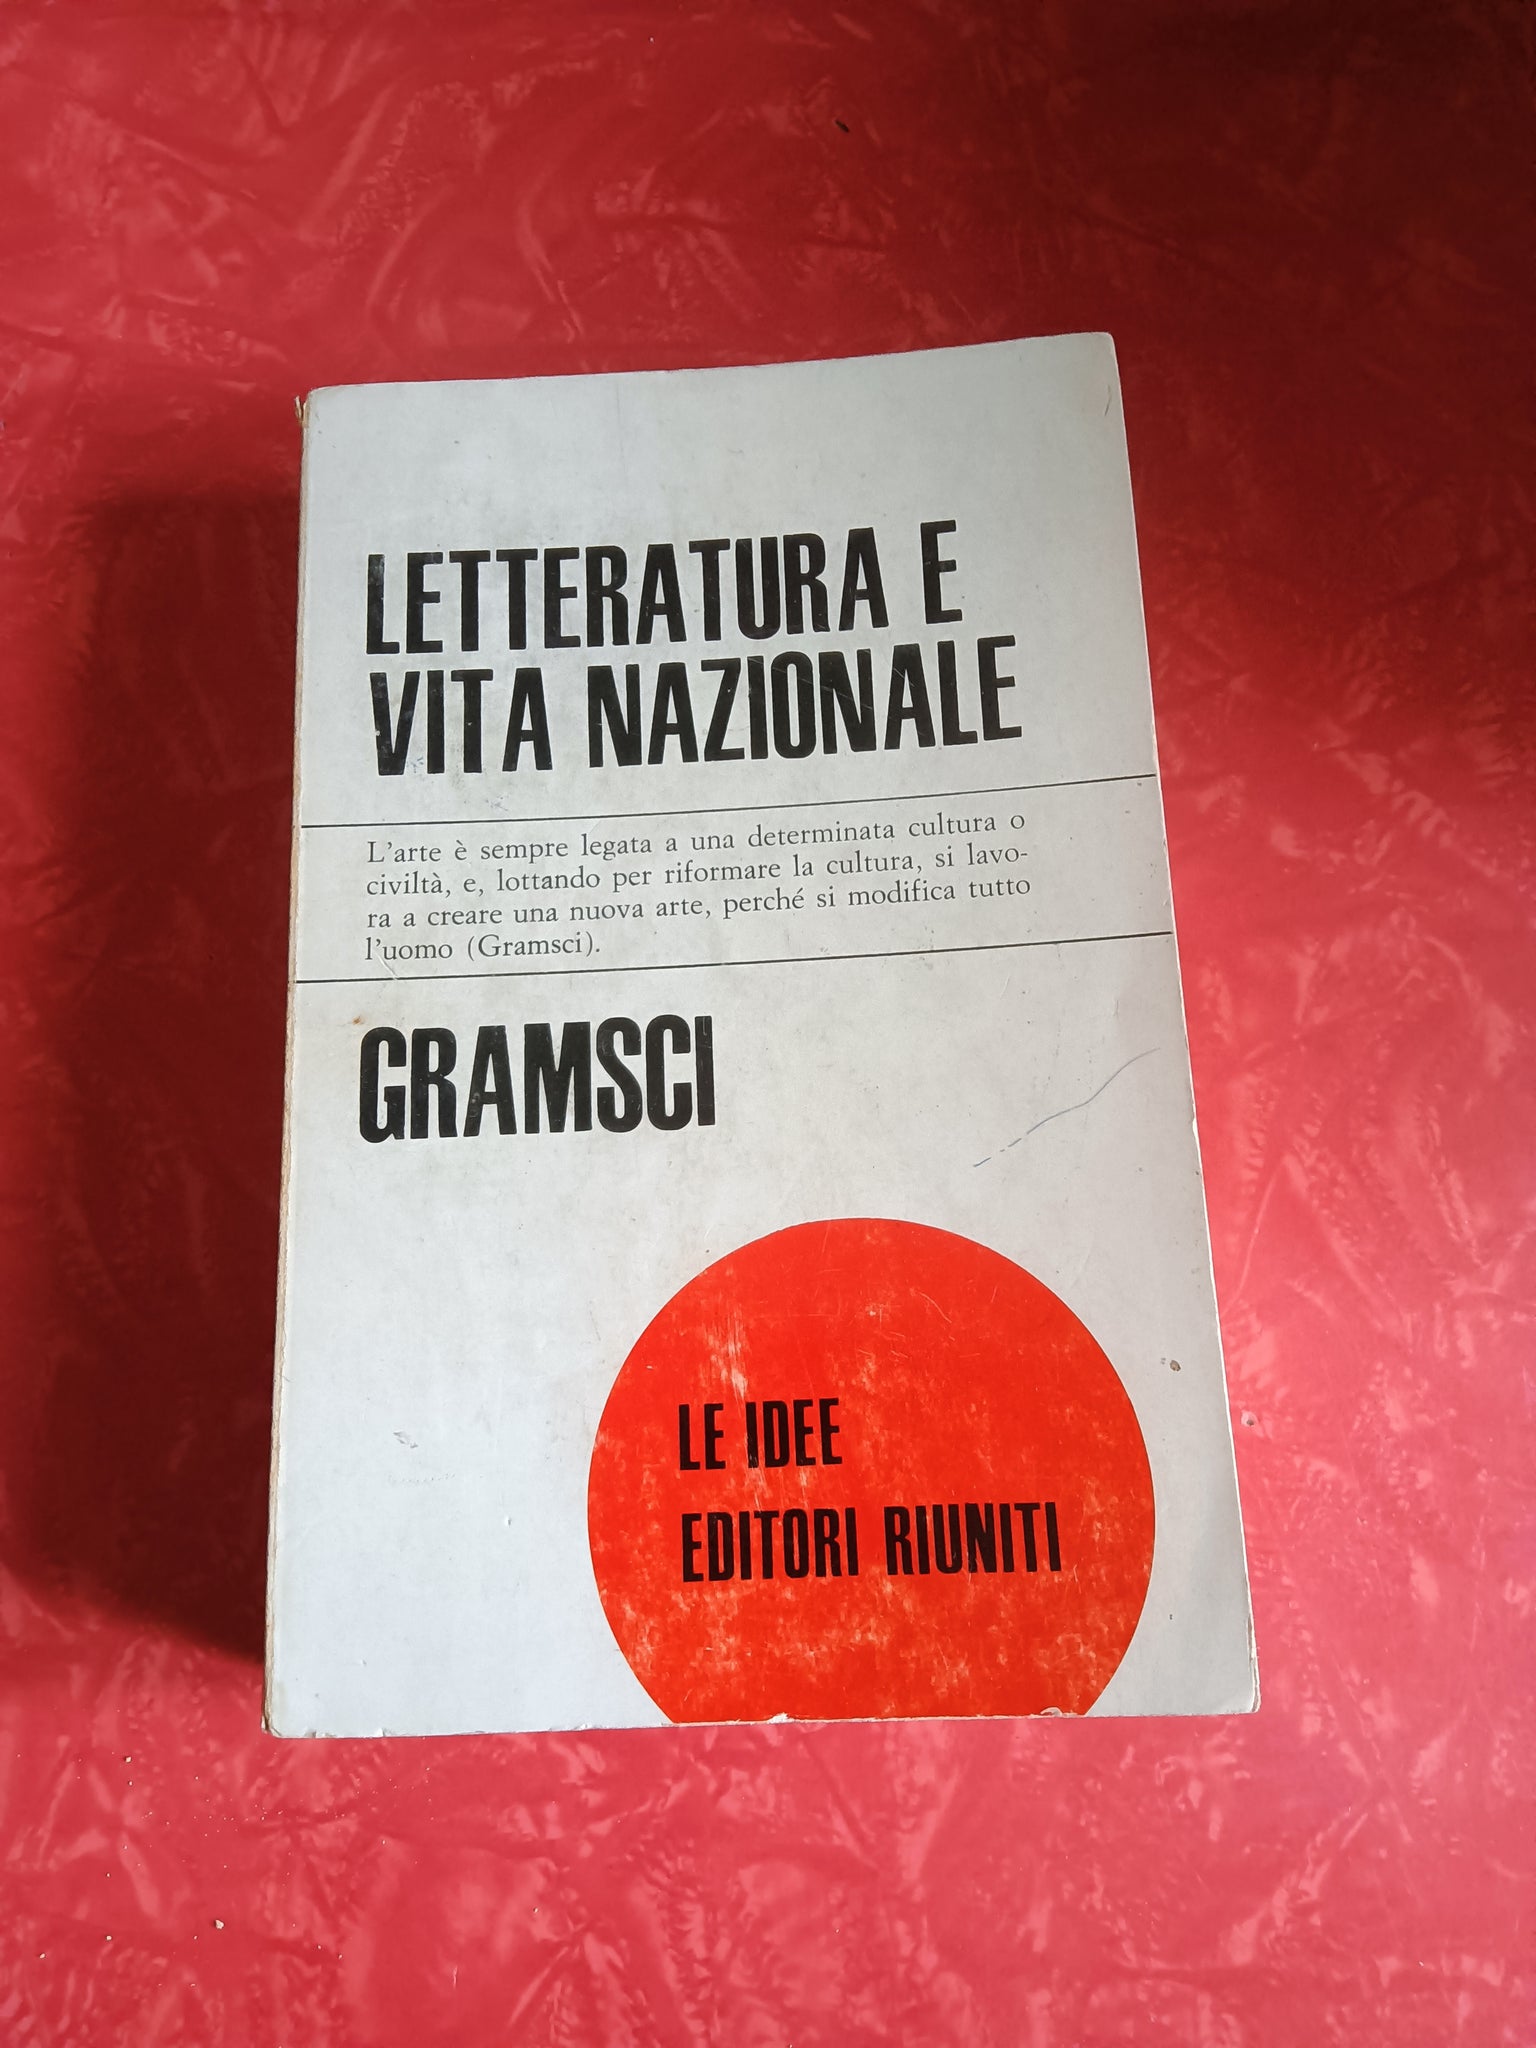 LETTERATURA E
VITA NAZIONALE
L'arte è sempre legata a una determinata cultura o
civiltà, e, lottando per riformare la cultura, si lavo-
ra a creare una nuova arte, perché si modifica tutto
l'uomo (Gramsci).
GRAMSCI
LE IDEE
EDITORI RIUNITI